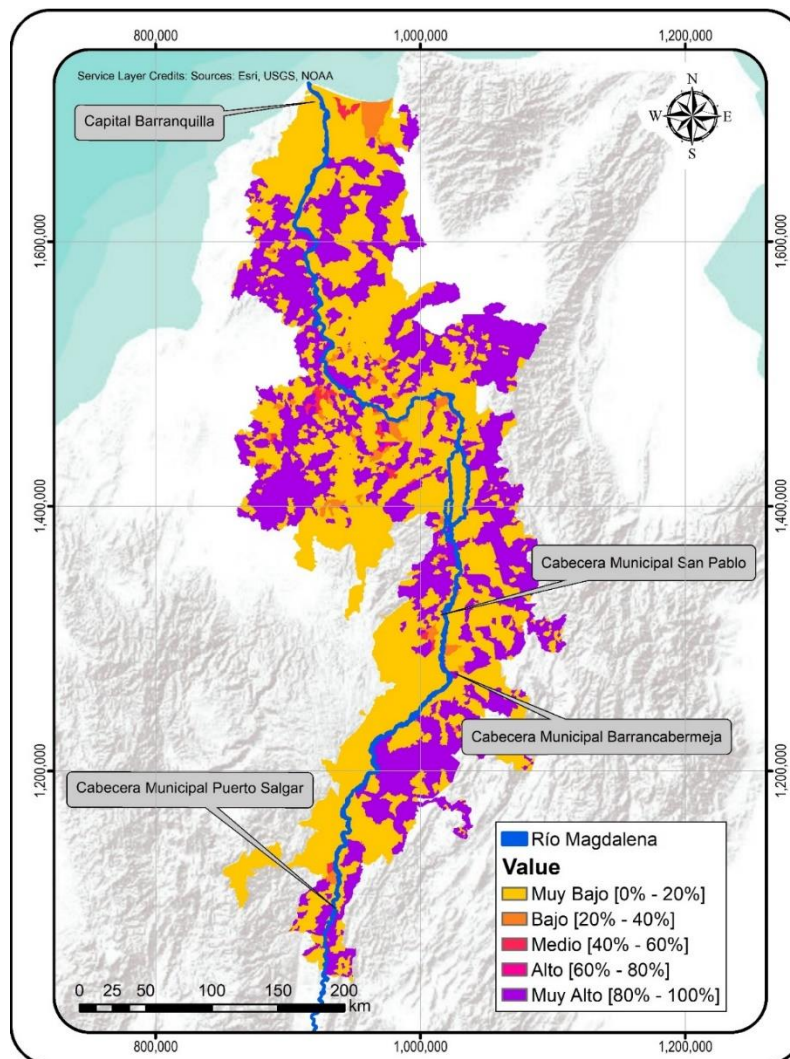 800,000 1,000,000 1,200,000
Service Layer Credits: Sources: Esri, USGS, NOAA
N
W E
S
Capital Barranquilla
1,600,000 1,600,000
1,400,000 1,400,000
Cabecera Municipal San Pablo
Cabecera Municipal Barrancabermeja
1,200,000 1,200,000
Cabecera Municipal Puerto Salgar
Río Magdalena
Value
Muy Bajo [0% - 20%]
Bajo [20% - 40%]
Medio [40% - 60%]
Alto [60% - 80%]
Muy Alto [80% - 100%]
0 25 50 100 150 200
km
800,000 1,000,000 1,200,000